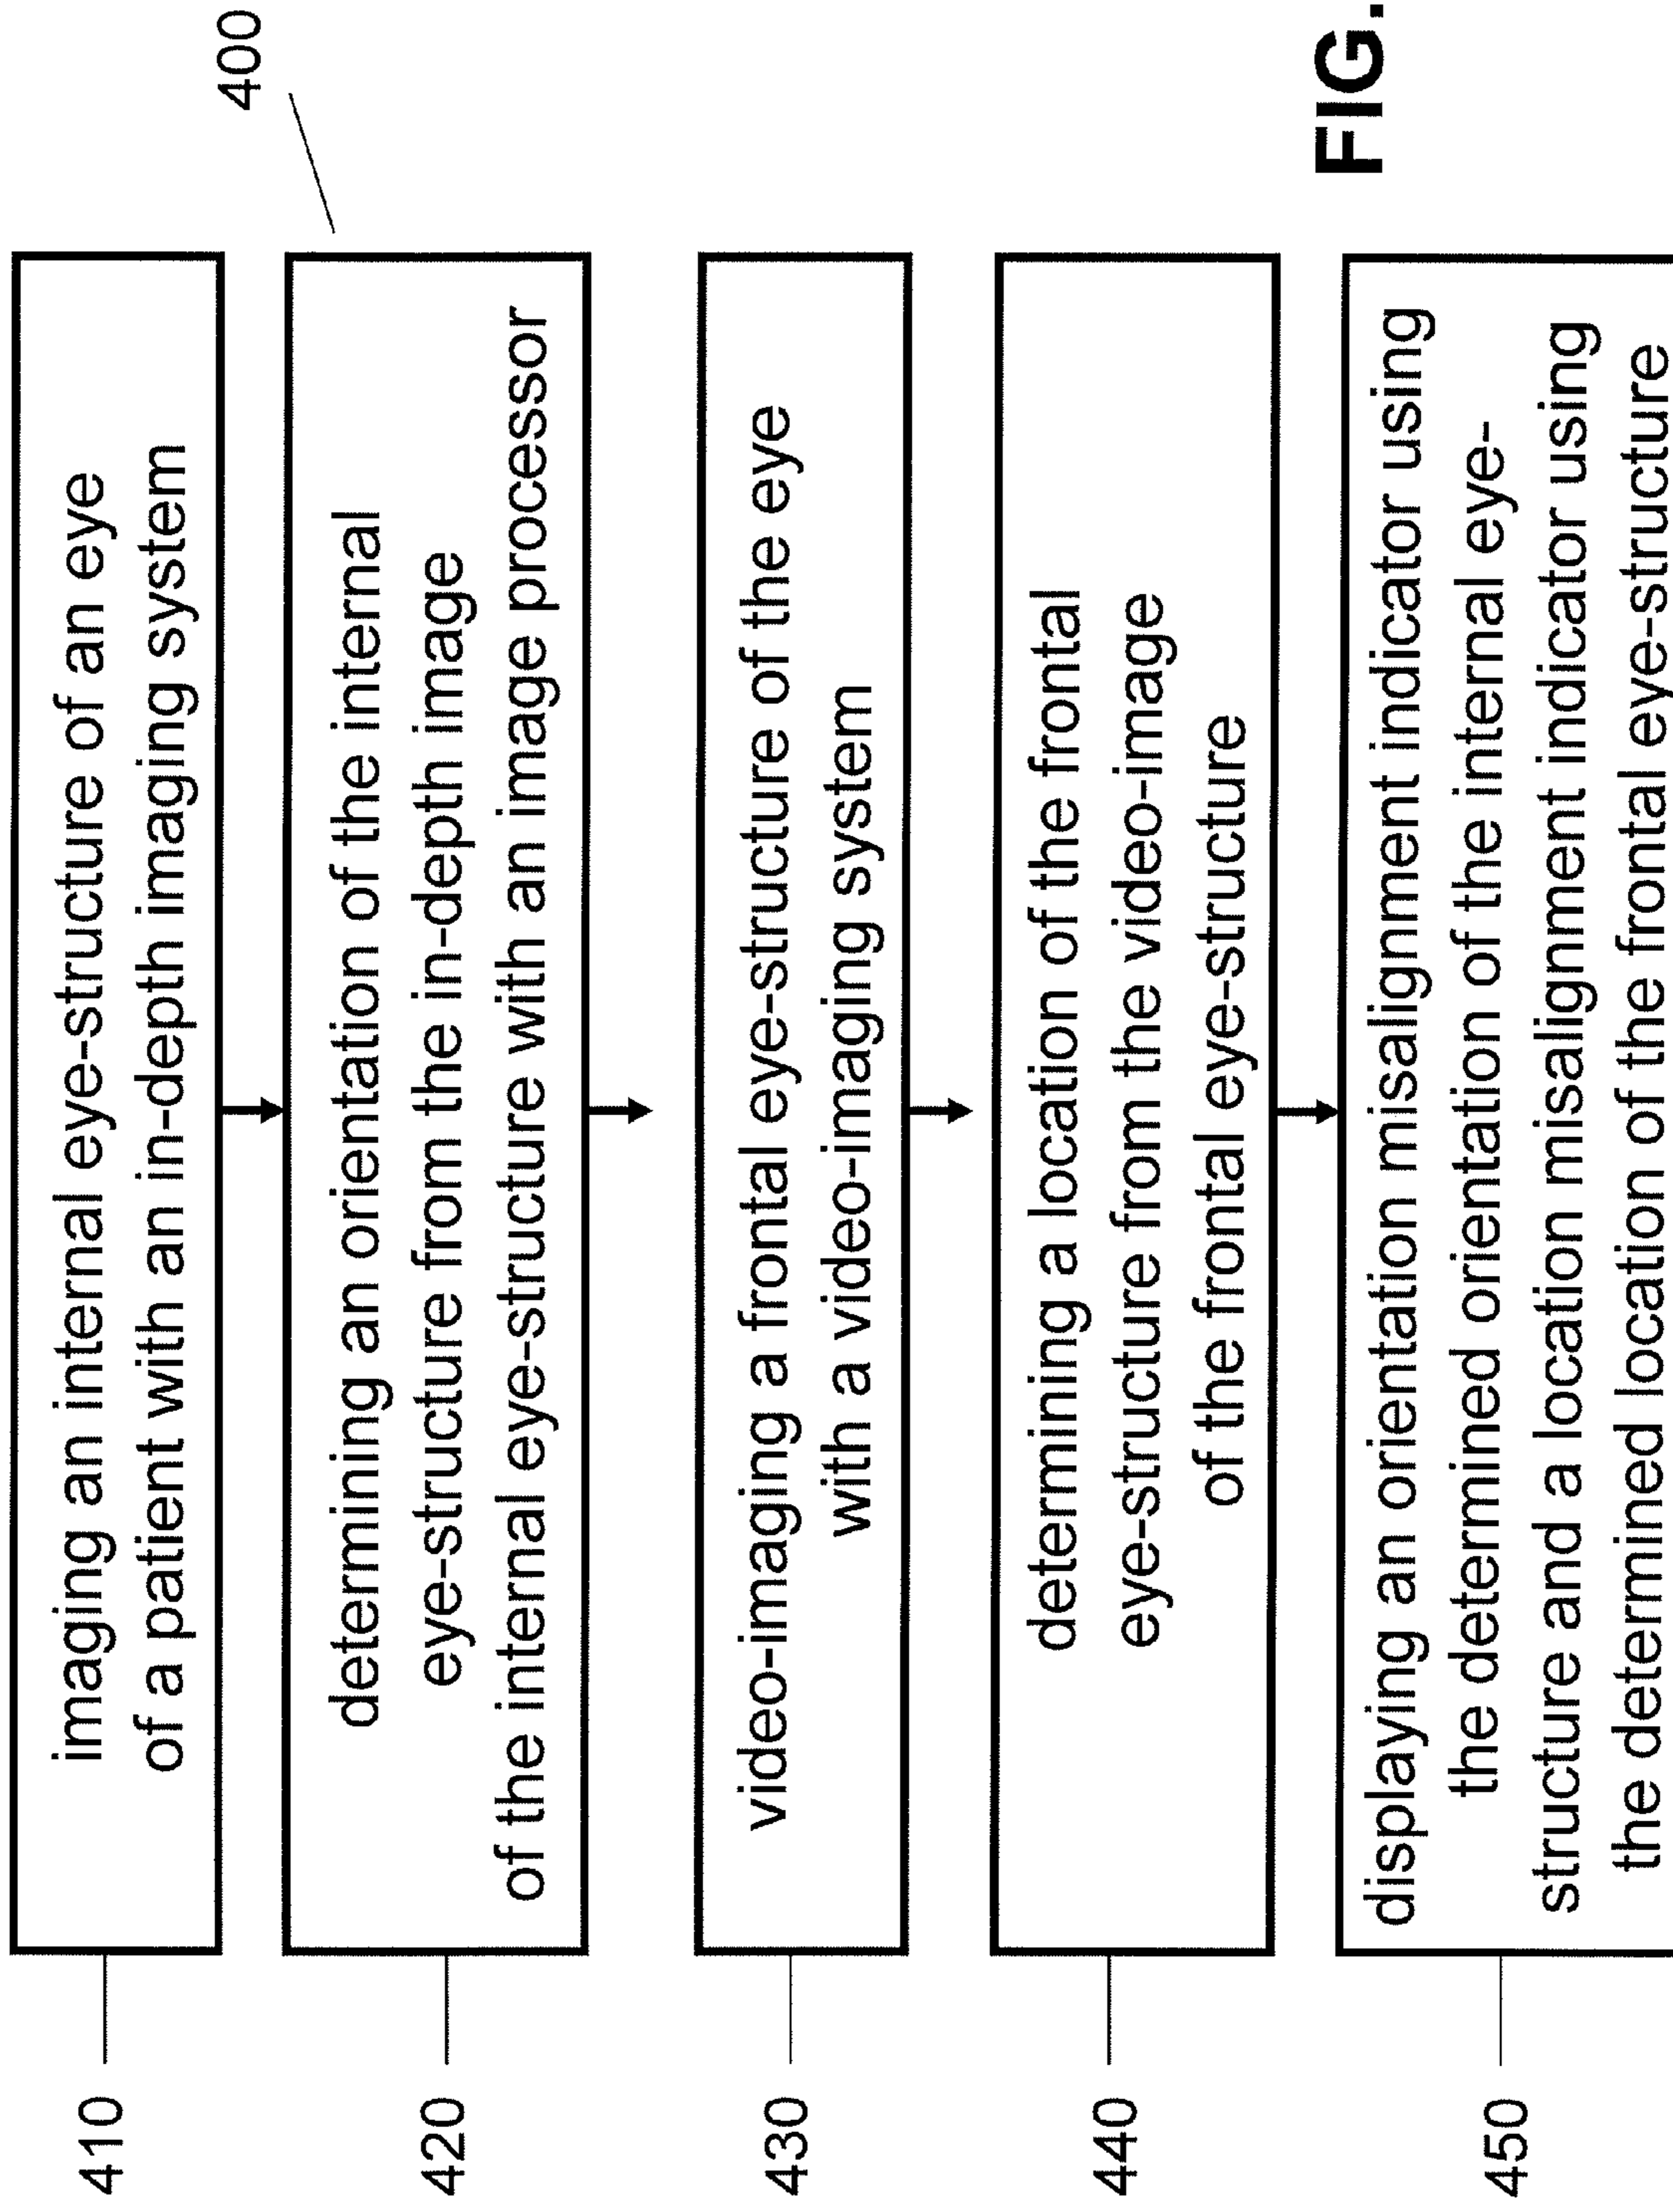 400
410
imaging an internal eye-structure of an eye
of a patient with an in-depth imaging system
420
determining an orientation of the internal
eye-structure from the in-depth image
of the internal eye-structure with an image processor
430
video-imaging a frontal eye-structure of the eye
with a video-imaging system
440
determining a location of the frontal
eye-structure from the video-image
of the frontal eye-structure
450
displaying an orientation misalignment indicator using
the determined orientation of the internal eye-
structure and a location misalignment indicator using
the determined location of the frontal eye-structure
FIG.